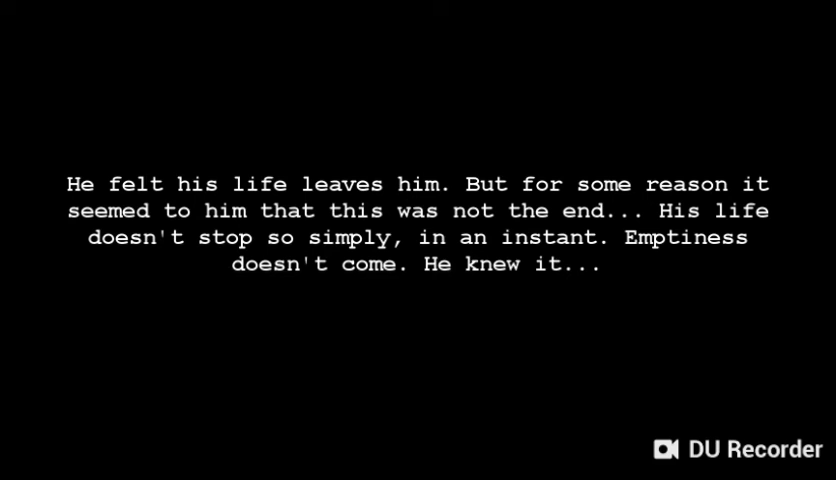 He felt his life leaves him. But for some reason it
seemed to him that this was not the end... His life
doesn't stop so simply, in an instant. Emptiness
doesn't come. He knew it...
DU Recorder